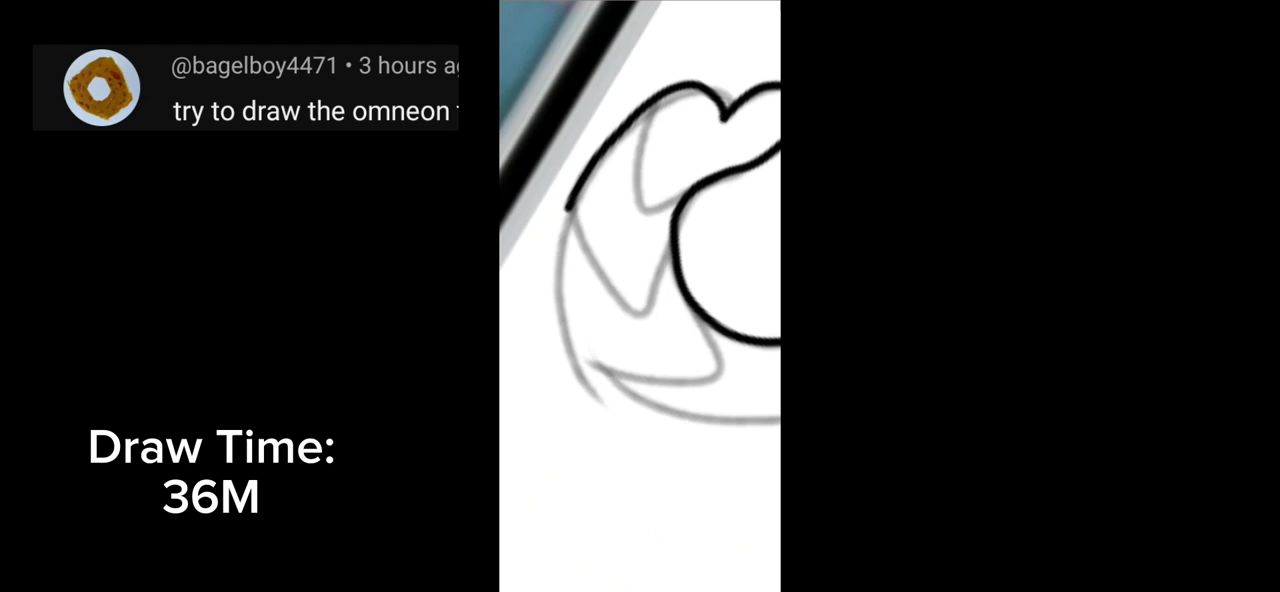 @bagelboy4471 • 3 hours
try to draw the omneon
Draw Time:
36M